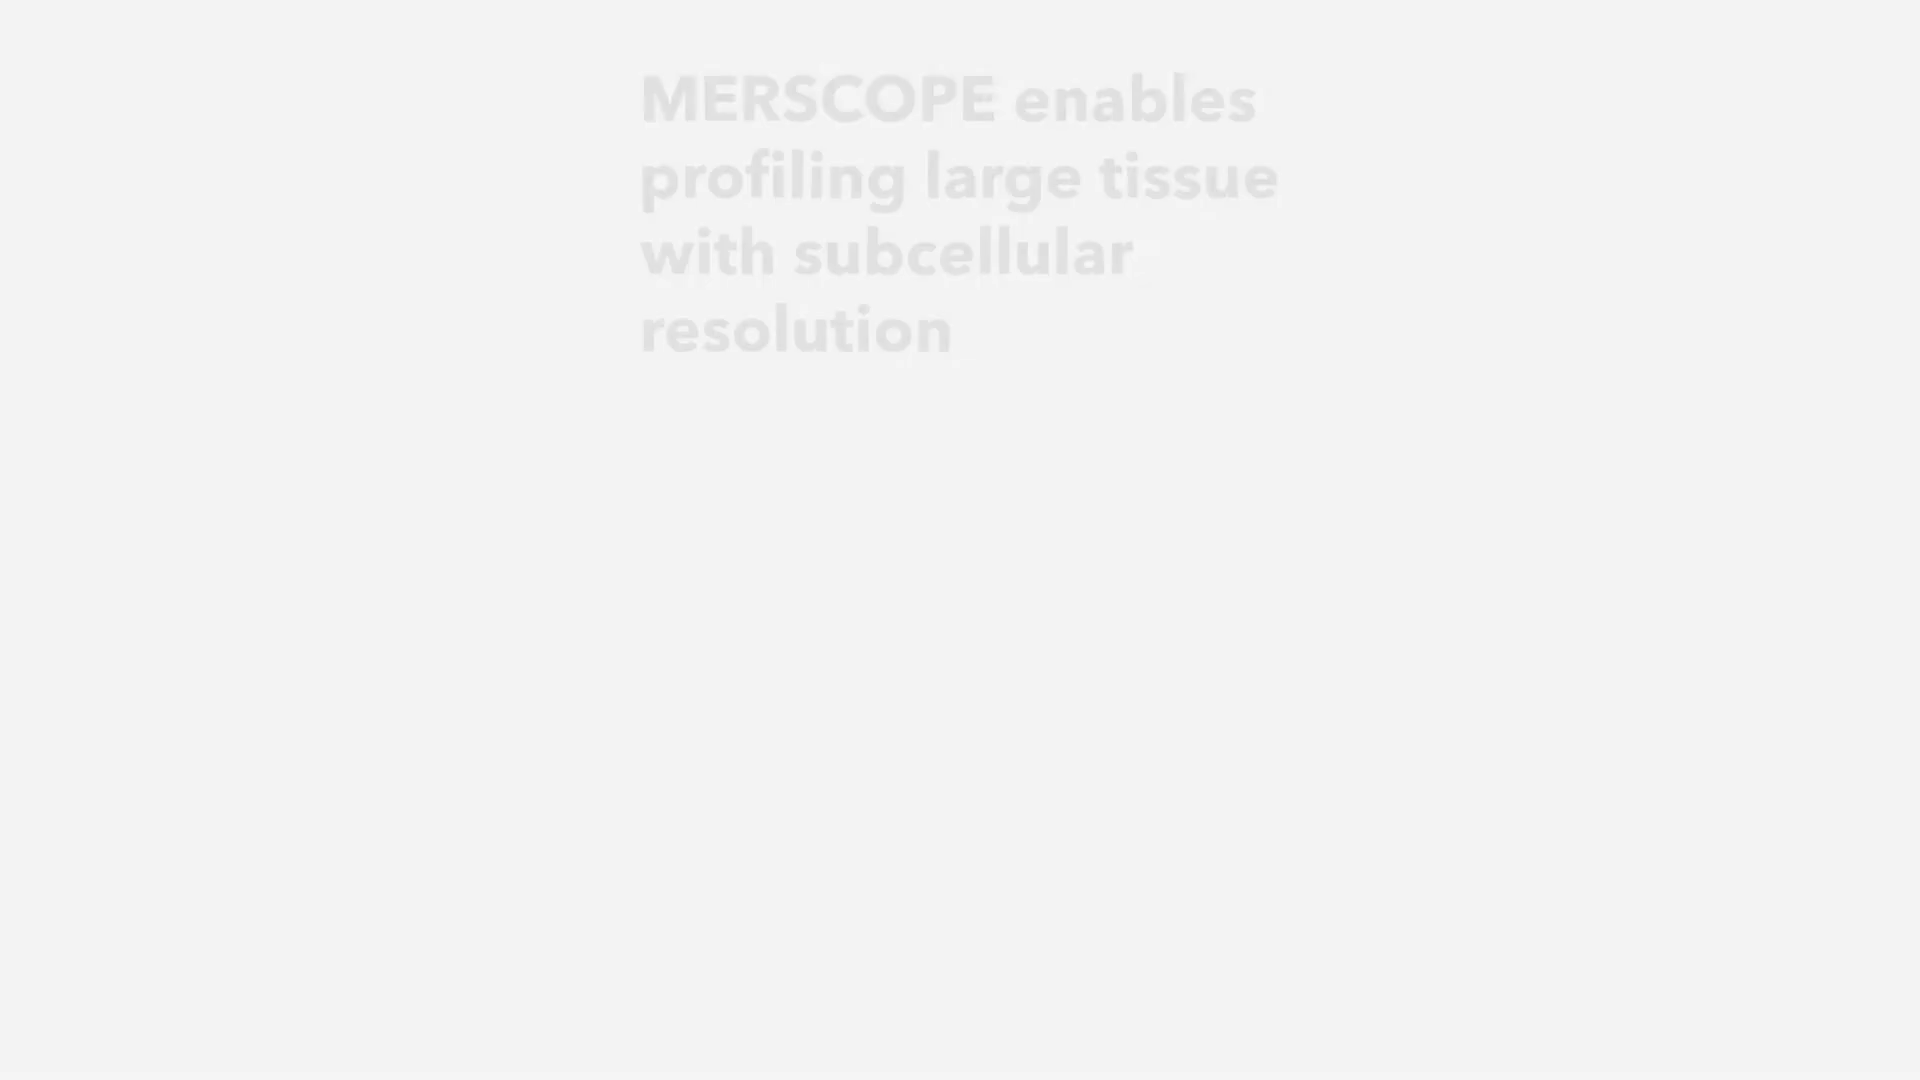 MERSCOPE enables
profiling large tissue
with subcellular
resolution